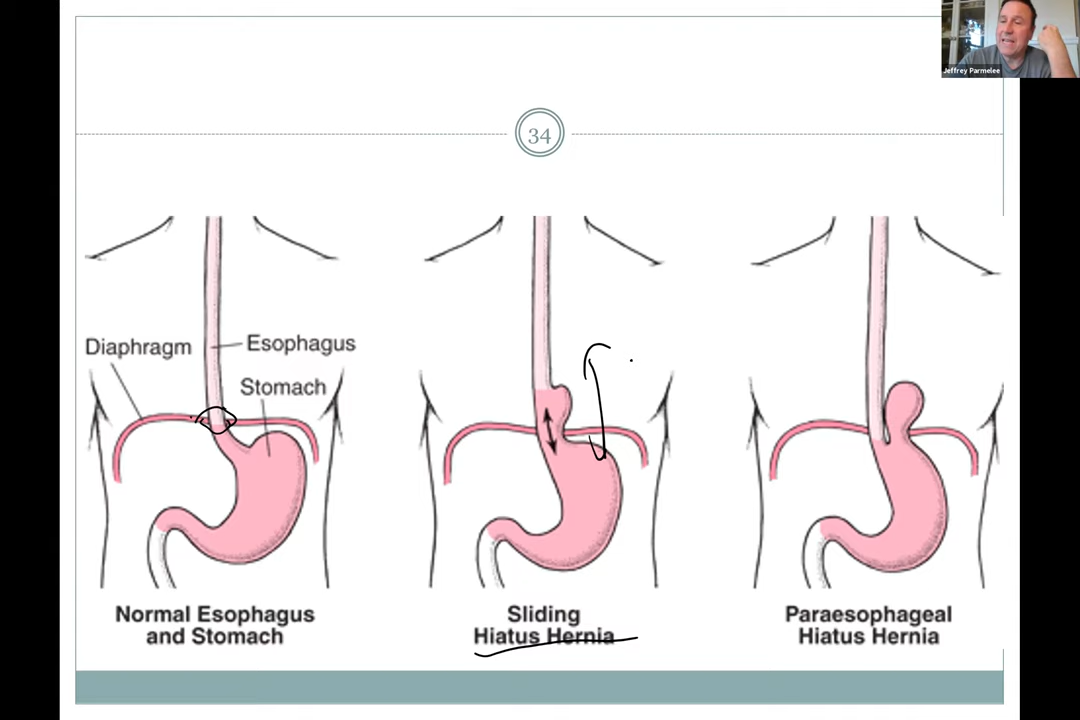 Jeffrey Parmelee
34
Diaphragm
Esophagus
Stomach
Normal Esophagus
and Stomach
Sliding
Hiatus Hernia
Paraesophageal
Hiatus Hernia